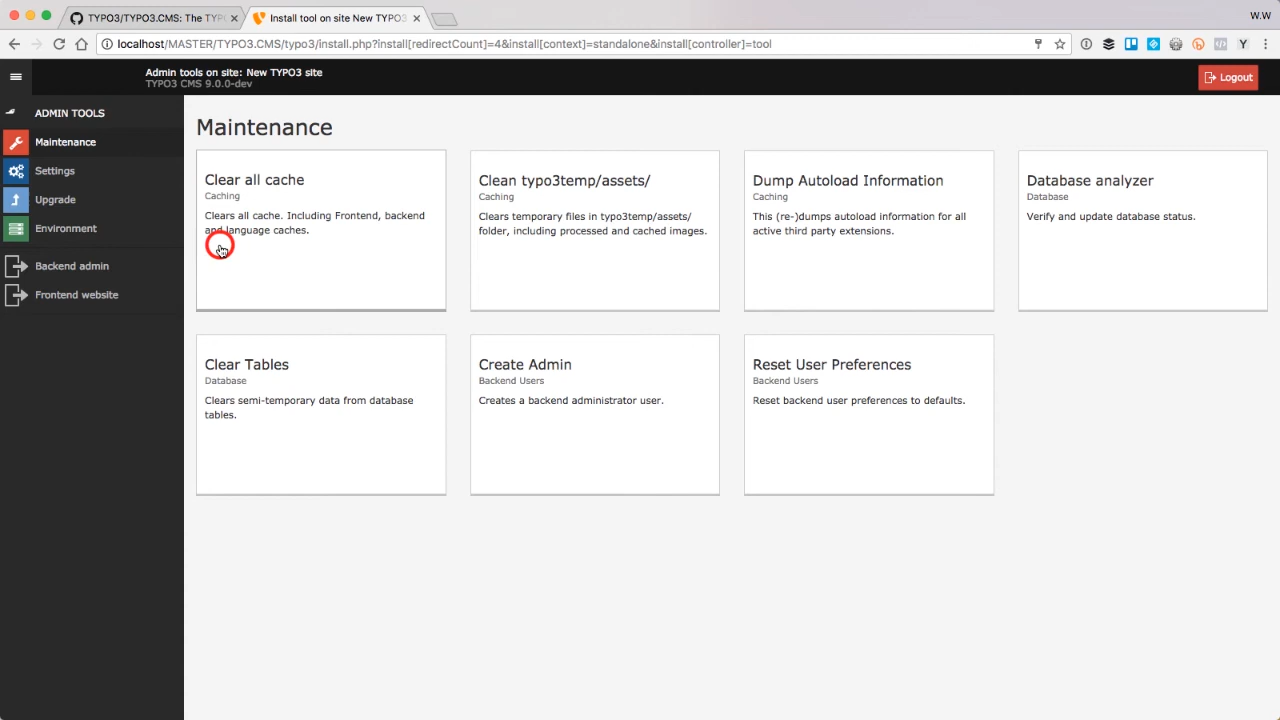 TYPO3/TYPO3.CMS: The TYP
Install tool on site New TYPO3
W.W
localhost/MASTER/TYPO3.CMS/typo3/install.php?install[redirectCount]=4&install[context]=standalone&install[controller]=tool
Admin tools on site: New TYPO3 site
TYPO3 CMS 9.0.0-dev
Logout
ADMIN TOOLS
Maintenance
Settings
Upgrade
Environment
Backend admin
Frontend website
Maintenance
Clear all cache
Caching
Clears all cache. Including Frontend, backend
and language caches.
Clean typo3temp/assets/
Caching
Clears temporary files in typo3temp/assets/
folder, including processed and cached images.
Dump Autoload Information
Caching
This (re-)dumps autoload information for all
active third party extensions.
Database analyzer
Database
Verify and update database status.
Clear Tables
Database
Clears semi-temporary data from database
tables.
Create Admin
Backend Users
Creates a backend administrator user.
Reset User Preferences
Backend Users
Reset backend user preferences to defaults.